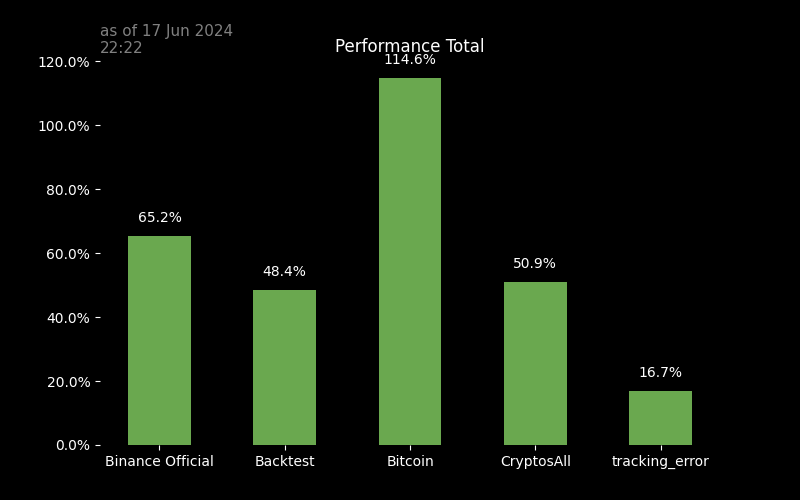 as of 17 Jun 2024
22:22
Performance Total
120.0%
100.0%
80.0%
60.0%
40.0%
20.0%
0.0%
65.2%
48.4%
114.6%
50.9%
16.7%
Binance Official
Backtest
Bitcoin
CryptosAll
tracking_error